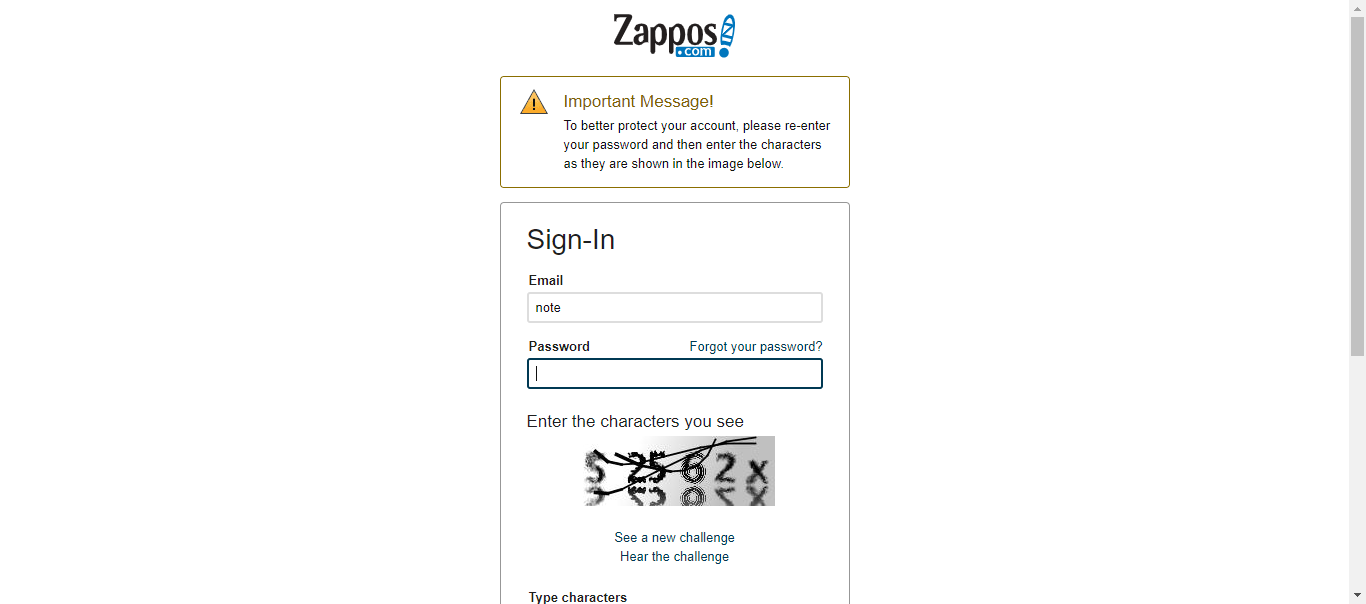 Zappos
.com
Important Message!
To better protect your account, please re-enter
your password and then enter the characters
as they are shown in the image below.
Sign-In
Email
note
Password Forgot your password?
Enter the characters you see
See a new challenge
Hear the challenge
Type characters